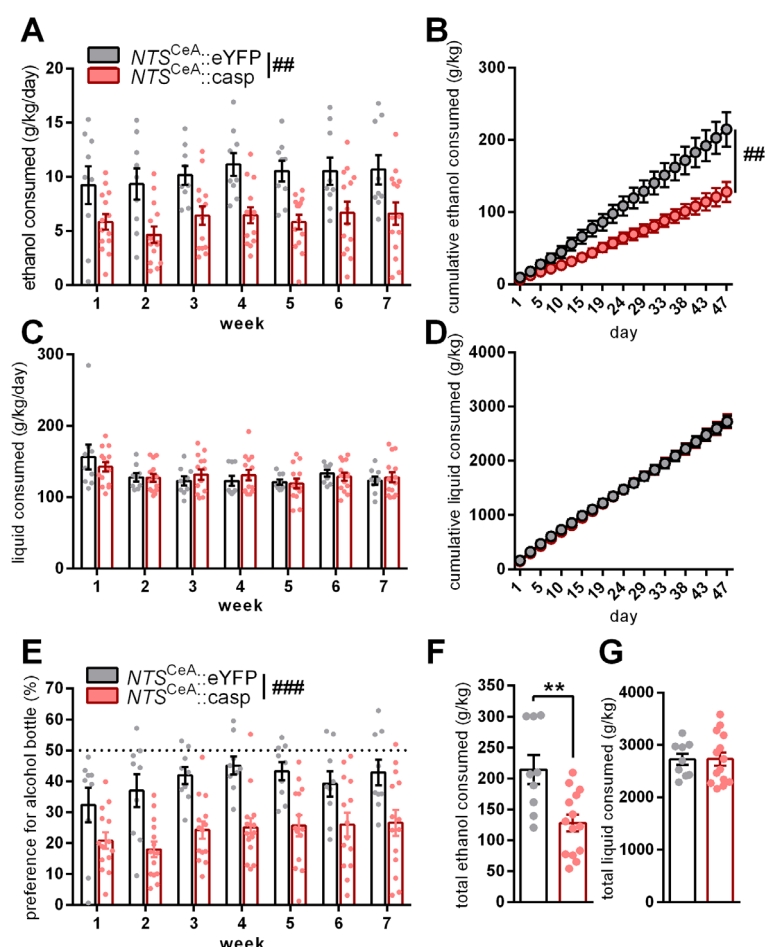 A
NTS^CeA::eYFP
NTS^CeA::casp
##
ethanol consumed (g/kg/day)
20
15
10
5
0
1 2 3 4 5 6 7
week
B
cumulative ethanol consumed (g/kg)
300
200
100
0
##
1 5 10 15 19 24 29 33 38 43 47
day
C
liquid consumed (g/kg/day)
300
200
100
0
1 2 3 4 5 6 7
week
D
cumulative liquid consumed (g/kg)
4000
3000
2000
1000
0
1 5 10 15 19 24 29 33 38 43 47
day
E
NTS^CeA::eYFP
NTS^CeA::casp
###
preference for alcohol bottle (%)
70
60
50
40
30
20
10
0
1 2 3 4 5 6 7
week
F
total ethanol consumed (g/kg)
350
300
250
200
150
100
50
0
**
G
total liquid consumed (g/kg)
4000
3000
2000
1000
0